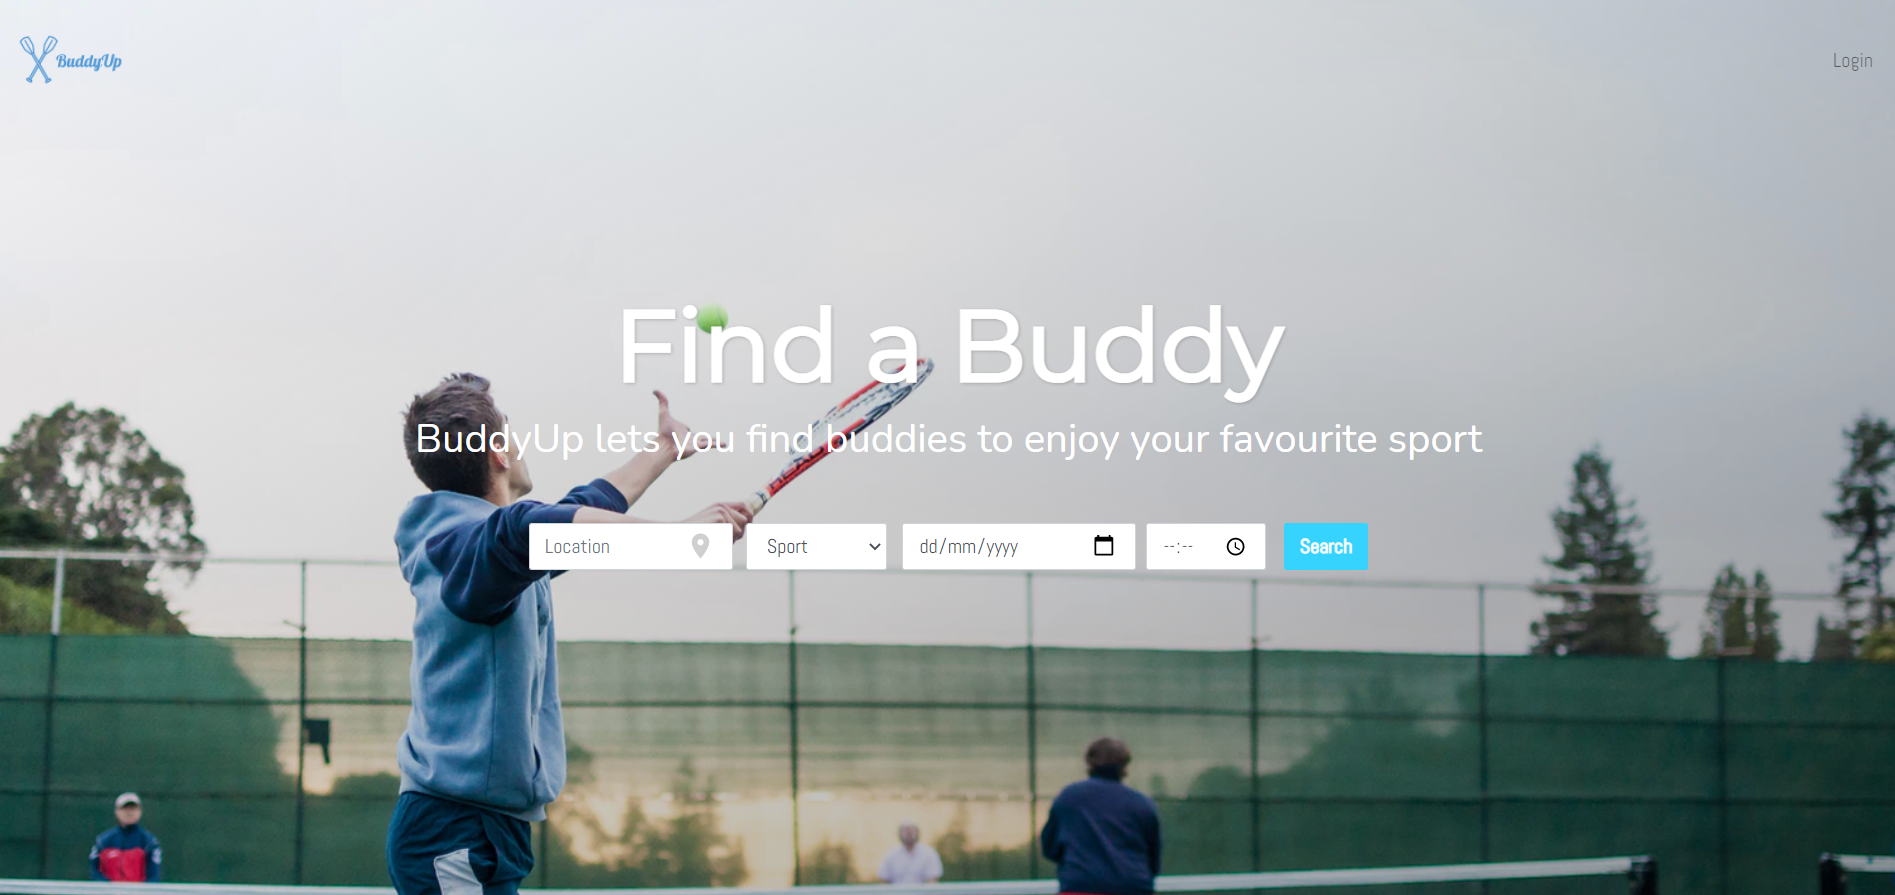 BuddyUp
Login
Find a Buddy
BuddyUp lets you find buddies to enjoy your favourite sport
Location
Sport
dd/mm/yyyy
--:--
Search
HEAD